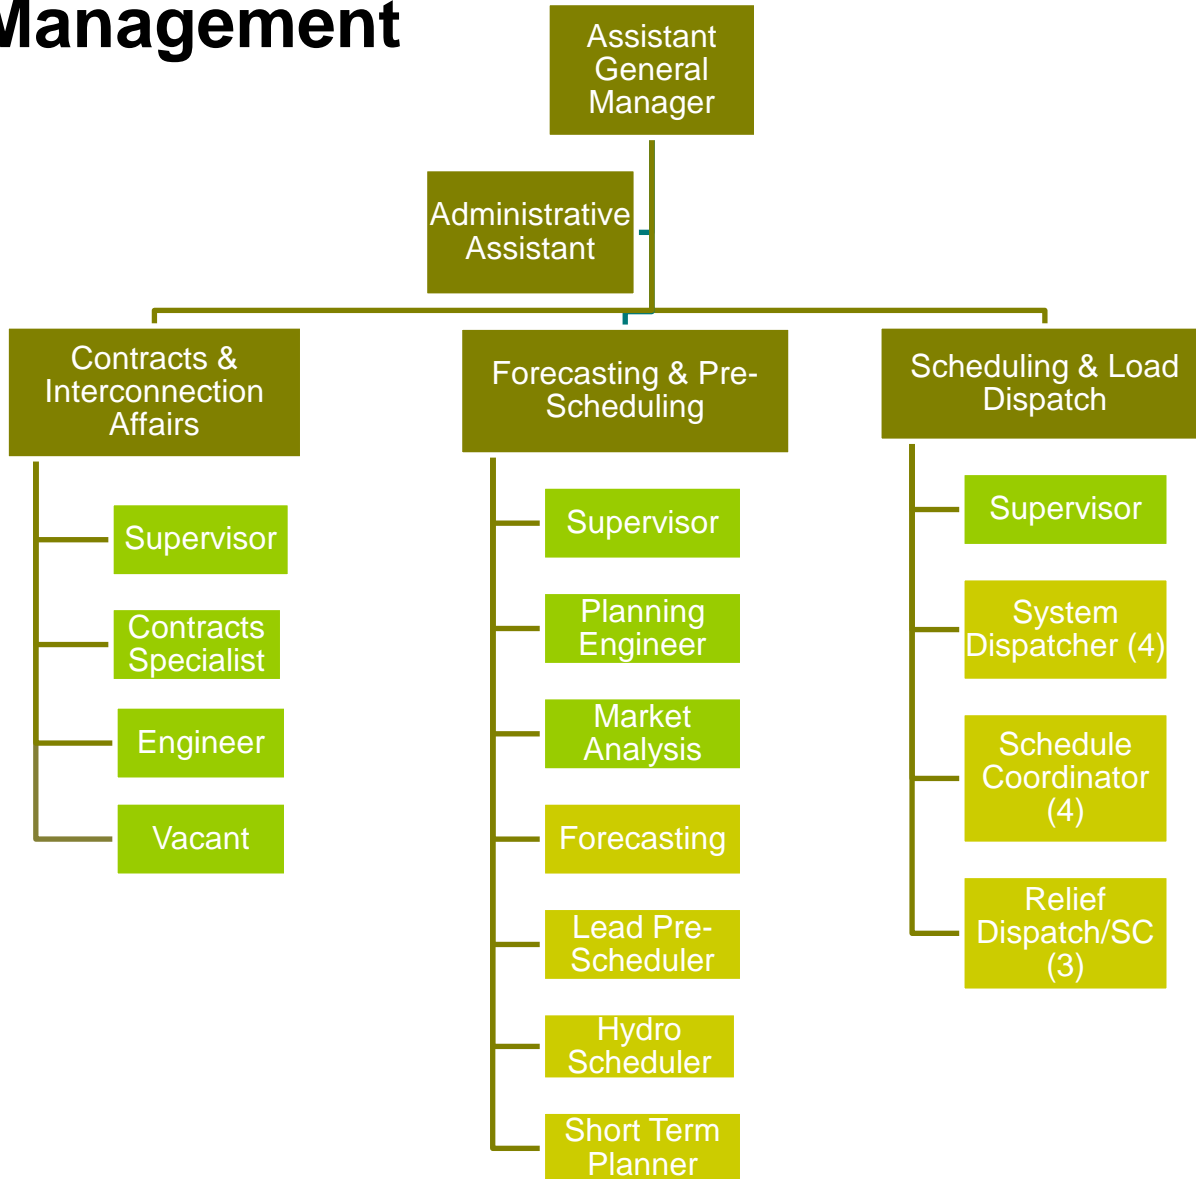 Management
Assistant
General
Manager
Administrative
Assistant
Contracts &
Interconnection
Affairs
Supervisor
Contracts
Specialist
Engineer
Vacant
Forecasting & Pre-
Scheduling
Supervisor
Planning
Engineer
Market
Analysis
Forecasting
Lead Pre-
Scheduler
Hydro
Scheduler
Short Term
Planner
Scheduling & Load
Dispatch
Supervisor
System
Dispatcher (4)
Schedule
Coordinator
(4)
Relief
Dispatch/SC
(3)